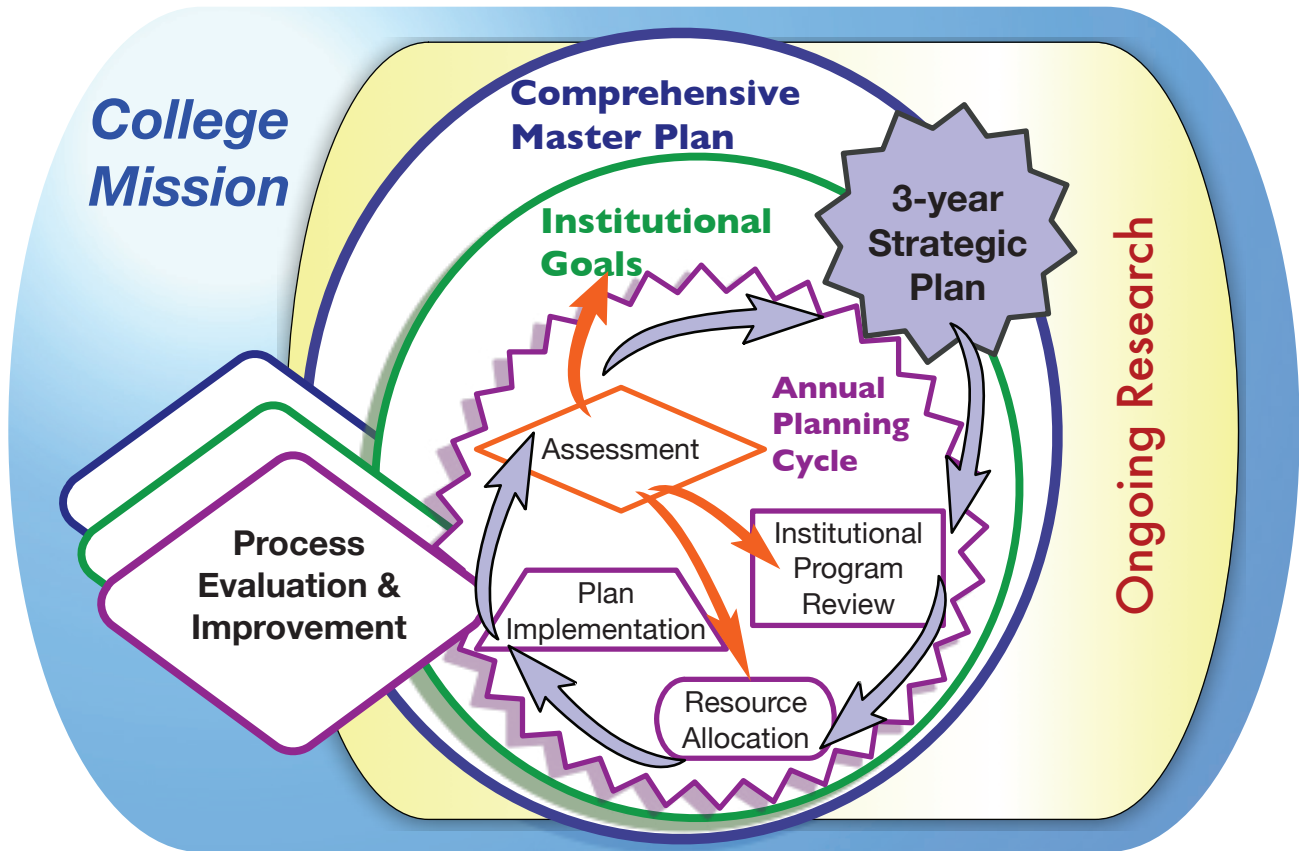 College
Mission
Comprehensive
Master Plan
Institutional
Goals
3-year
Strategic
Plan
Ongoing Research
Annual
Planning
Cycle
Assessment
Institutional
Program
Review
Plan
Implementation
Resource
Allocation
Process
Evaluation &
Improvement